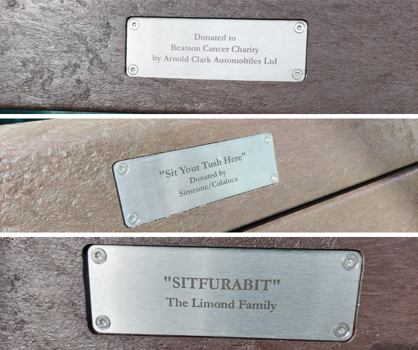 Donated to
Beatson Cancer Charity
by Arnold Clark Automobiles Ltd
"Sit Your Tush Here"
Donated by
Simeone/Colaluca
"SITFURABIT"
The Limond Family